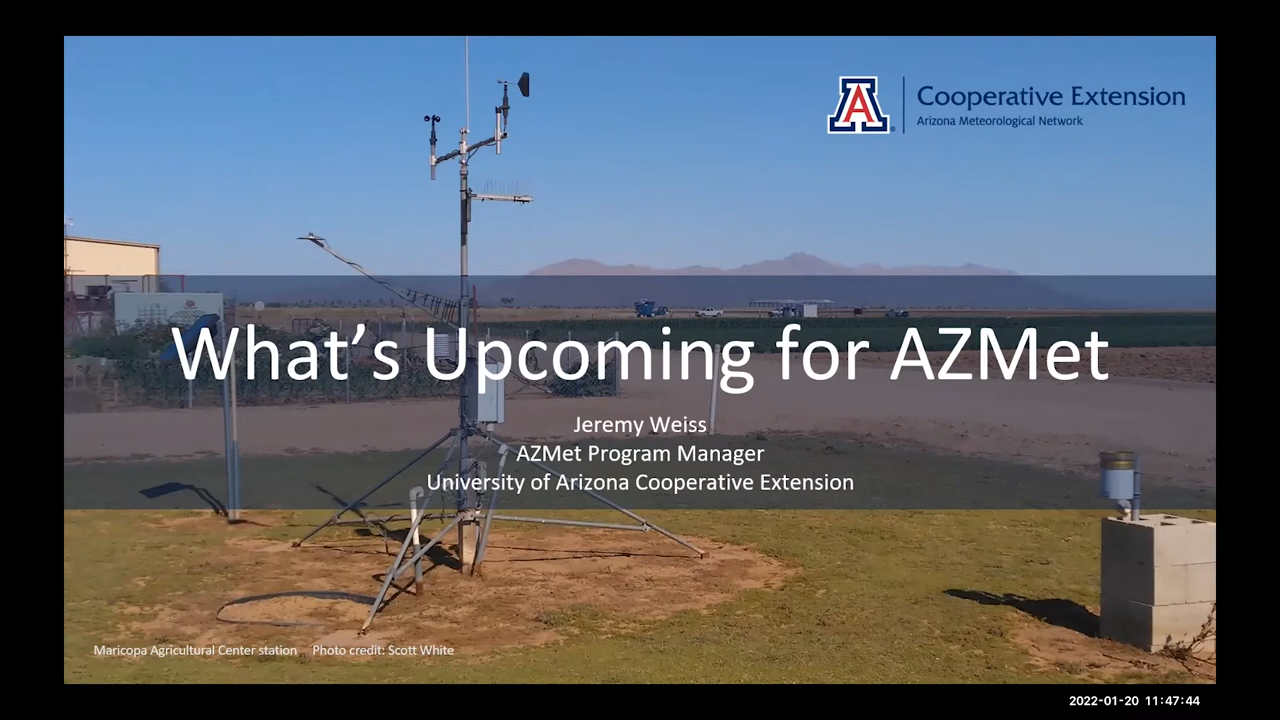 Cooperative Extension
Arizona Meteorological Network
What's Upcoming for AZMet
Jeremy Weiss
AZMet Program Manager
University of Arizona Cooperative Extension
Maricopa Agricultural Center station Photo credit: Scott White
2022-01-20 11:47:44